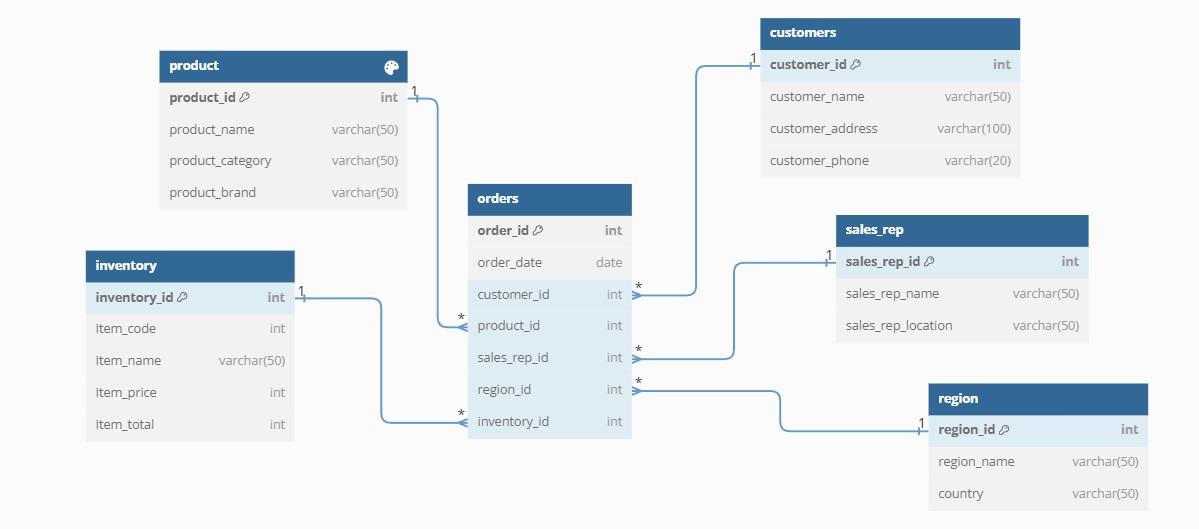 product
product_id int
product_name varchar(50)
product_category varchar(50)
product_brand varchar(50)
1
*
inventory
inventory_id int
Item_code int
Item_name varchar(50)
Item_price int
Item_total int
1
*
orders
order_id int
order_date date
customer_id int
product_id int
sales_rep_id int
region_id int
inventory_id int
*
*
*
customers
customer_id int
customer_name varchar(50)
customer_address varchar(100)
customer_phone varchar(20)
1
sales_rep
sales_rep_id int
sales_rep_name varchar(50)
sales_rep_location varchar(50)
1
region
region_id int
region_name varchar(50)
country varchar(50)
1